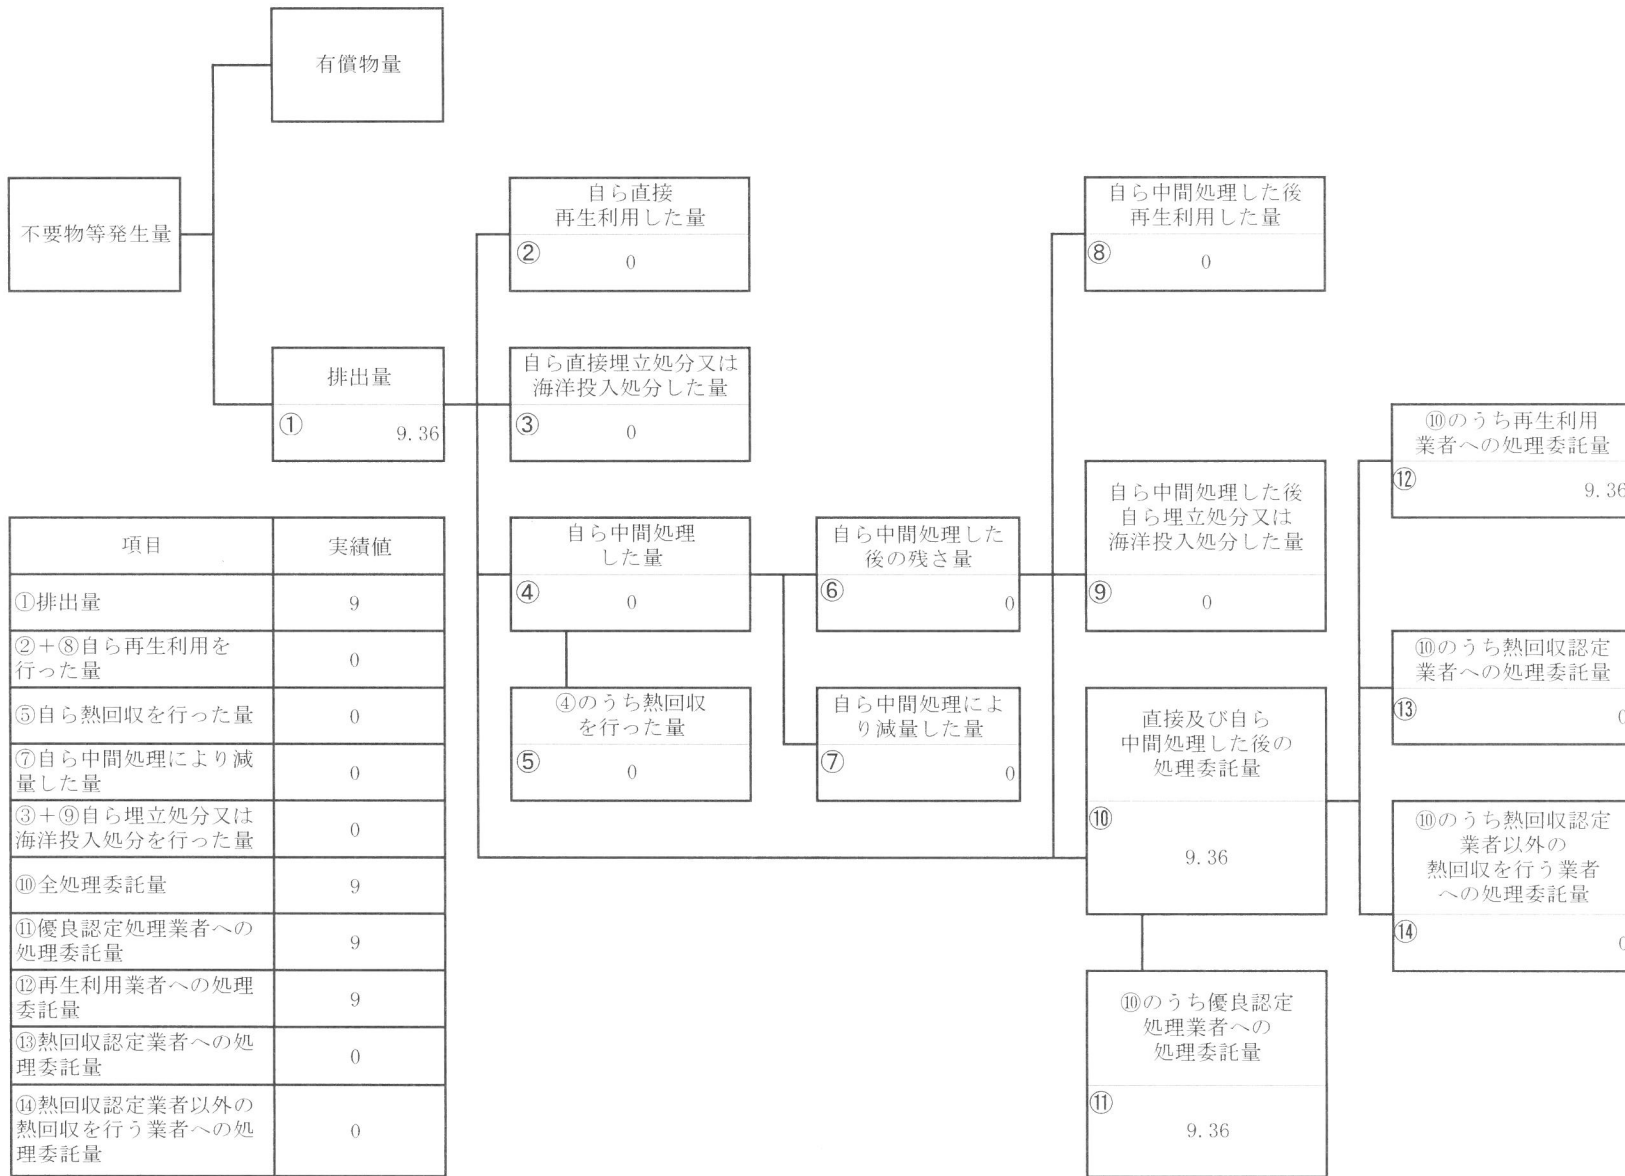 有償物量
不要物等発生量
排出量
①
9.36
自ら直接
再生利用した量
②
0
自ら直接埋立処分又は
海洋投入処分した量
③
0
自ら中間処理
した量
④
0
④のうち熱回収
を行った量
⑤
0
自ら中間処理した
後の残さ量
⑥
0
自ら中間処理によ
り減量した量
⑦
0
自ら中間処理した後
再生利用した量
⑧
0
自ら中間処理した後
自ら埋立処分又は
海洋投入処分した量
⑨
0
直接及び自ら
中間処理した後の
処理委託量
⑩
9.36
⑩のうち優良認定
処理業者への
処理委託量
⑪
9.36
⑩のうち再生利用
業者への処理委託量
⑫
9.36
⑩のうち熱回収認定
業者への処理委託量
⑬
0
⑩のうち熱回収認定
業者以外の
熱回収を行う業者
への処理委託量
⑭
0
項目 実績値
①排出量 9
②+⑧自ら再生利用を
行った量 0
⑤自ら熱回収を行った量 0
⑦自ら中間処理により減
量した量 0
③+⑨自ら埋立処分又は
海洋投入処分を行った量 0
⑩全処理委託量 9
⑪優良認定処理業者への
処理委託量 9
⑫再生利用業者への処理
委託量 9
⑬熱回収認定業者への処
理委託量 0
⑭熱回収認定業者以外の
熱回収を行う業者への処
理委託量 0